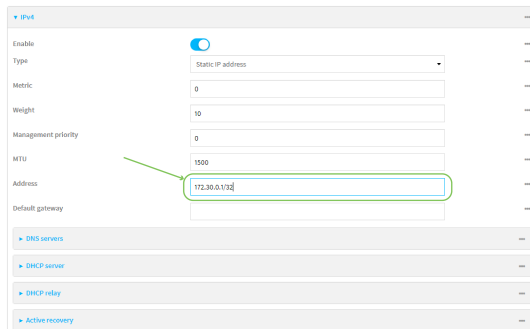 ▾ IPv4
Enable
Type Static IP address
Metric 0
Weight 10
Management priority 0
MTU 1500
Address 172.30.0.1/32
Default gateway
▸ DNS servers
▸ DHCP server
▸ DHCP relay
▸ Active recovery